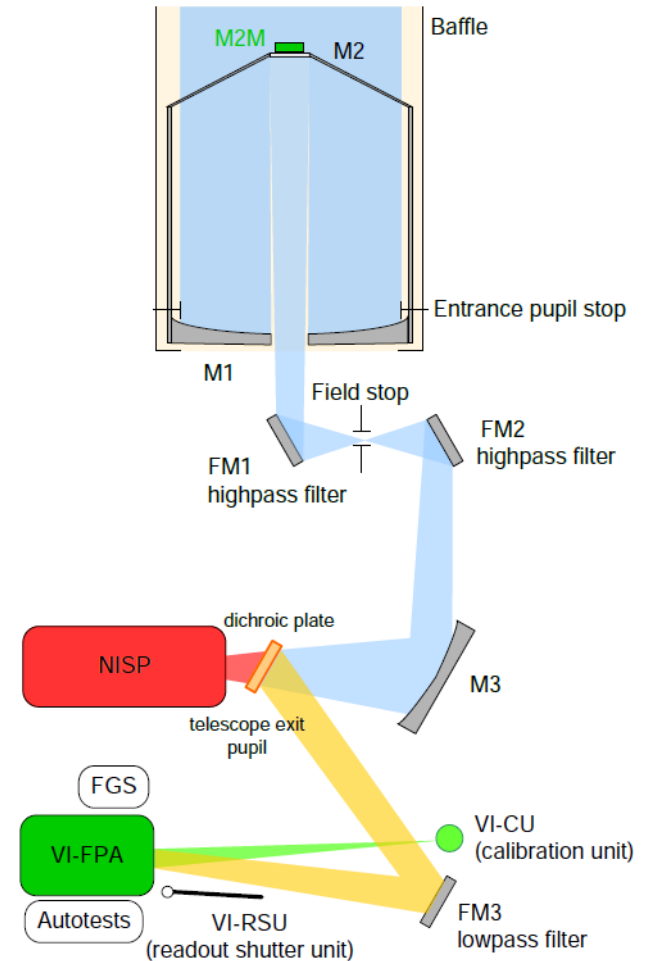 Baffle
M2M
M2
Entrance pupil stop
M1
Field stop
FM1
highpass filter
FM2
highpass filter
dichroic plate
NISP
M3
telescope exit
pupil
FGS
VI-CU
(calibration unit)
VI-FPA
Autotests
VI-RSU
(readout shutter unit)
FM3
lowpass filter